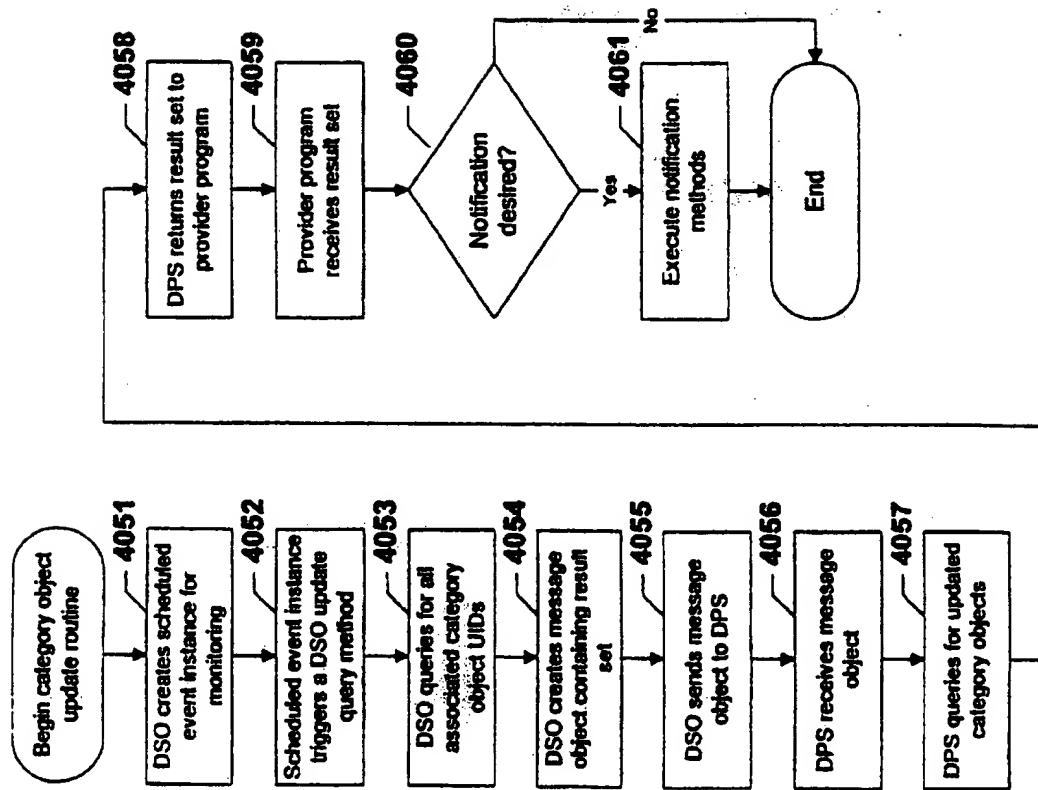 Begin category object
update routine
4051
DSO creates scheduled
event instance for
monitoring
4052
Scheduled event instance
triggers a DSO update
query method
4053
DSO queries for all
associated category
object UIDs
4054
DSO creates message
object containing result
set
4055
DSO sends message
object to DPS
4056
DPS receives message
object
4057
DPS queries for updated
category objects
4058
DPS returns result set to
provider program
4059
Provider program
receives result set
4060
Notification
desired?
No
Yes
4061
Execute notification
methods
End